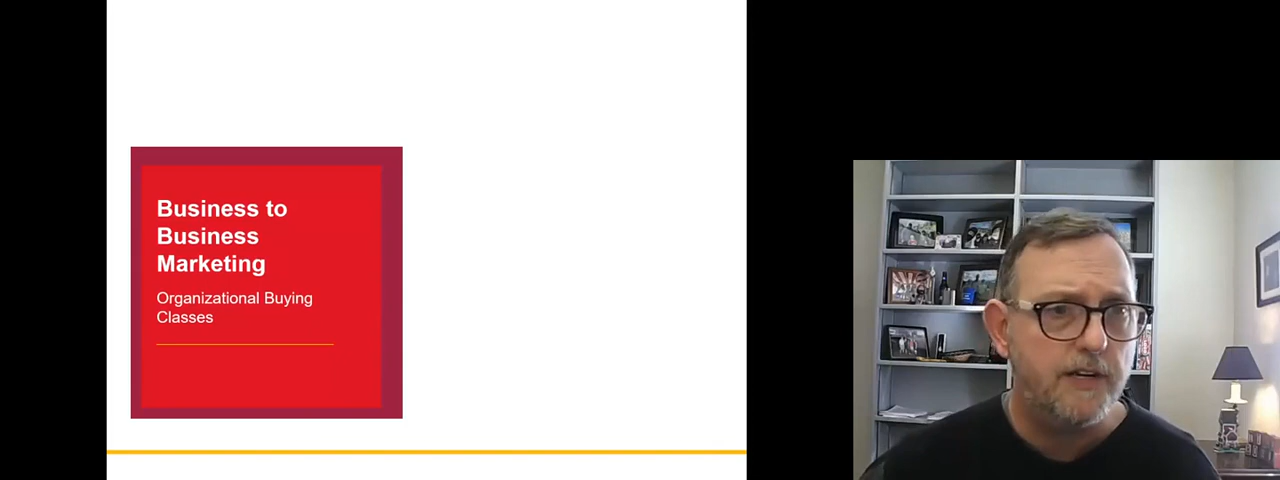 Business to
Business
Marketing
Organizational Buying
Classes